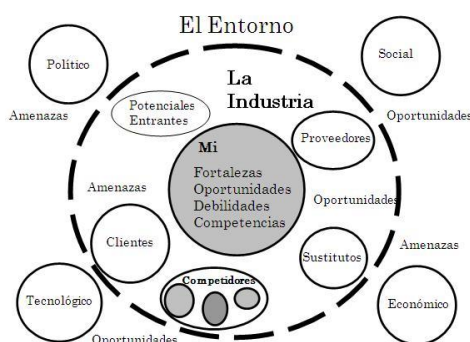 El Entorno
Político
Social
La
Industria
Potenciales
Entrantes
Amenazas
Oportunidades
Proveedores
Mi
Fortalezas
Oportunidades
Debilidades
Competencias
Amenazas
Oportunidades
Clientes
Sustitutos
Amenazas
Competidores
Tecnológico
Económico
Oportunidades